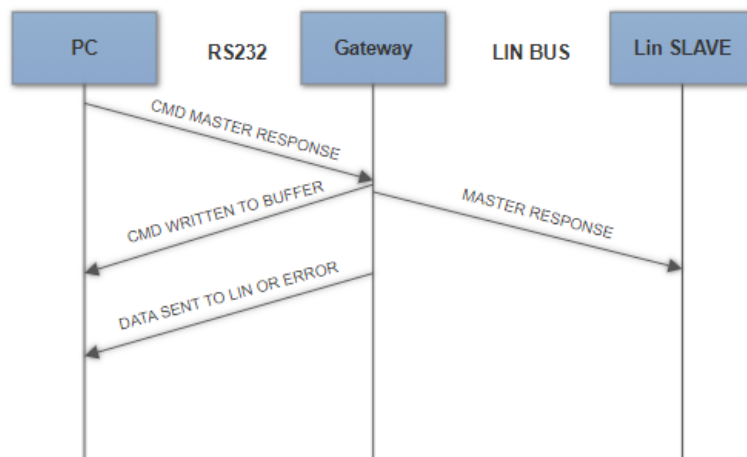 PC
RS232
Gateway
LIN BUS
Lin SLAVE
CMD MASTER RESPONSE
CMD WRITTEN TO BUFFER
MASTER RESPONSE
DATA SENT TO LIN OR ERROR